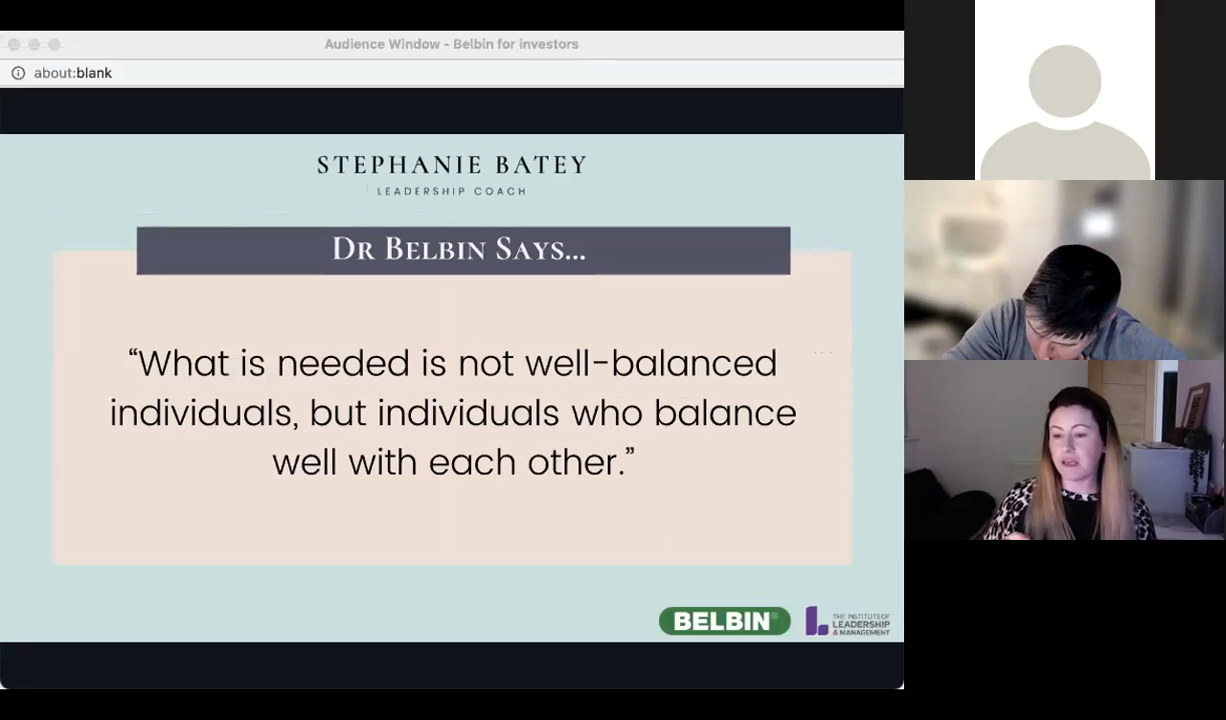 Audience Window - Belbin for investors
about:blank
STEPHANIE BATEY
LEADERSHIP COACH
DR BELBIN SAYS...
“What is needed is not well-balanced
individuals, but individuals who balance
well with each other.”
BELBIN®
THE INSTITUTE OF
LEADERSHIP
& MANAGEMENT